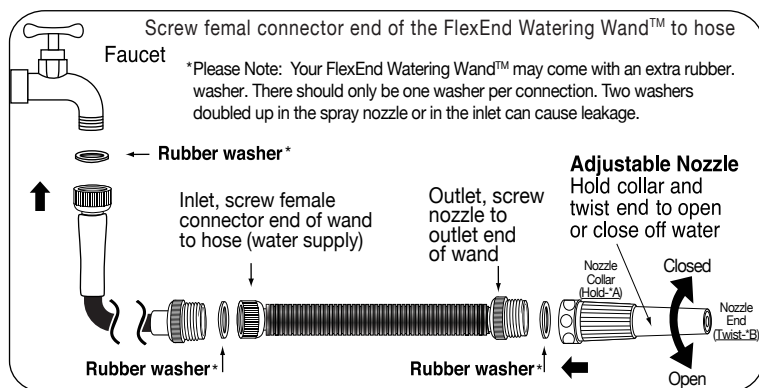 Screw femal connector end of the FlexEnd Watering Wand™ to hose
Faucet
*Please Note: Your FlexEnd Watering Wand™ may come with an extra rubber.
washer. There should only be one washer per connection. Two washers
doubled up in the spray nozzle or in the inlet can cause leakage.
Rubber washer*
Inlet, screw female
connector end of wand
to hose (water supply)
Outlet, screw
nozzle to
outlet end
of wand
Adjustable Nozzle
Hold collar and
twist end to open
or close off water
Nozzle
Collar
(Hold-*A)
Closed
Nozzle
End
(Twist-*B)
Open
Rubber washer*
Rubber washer*